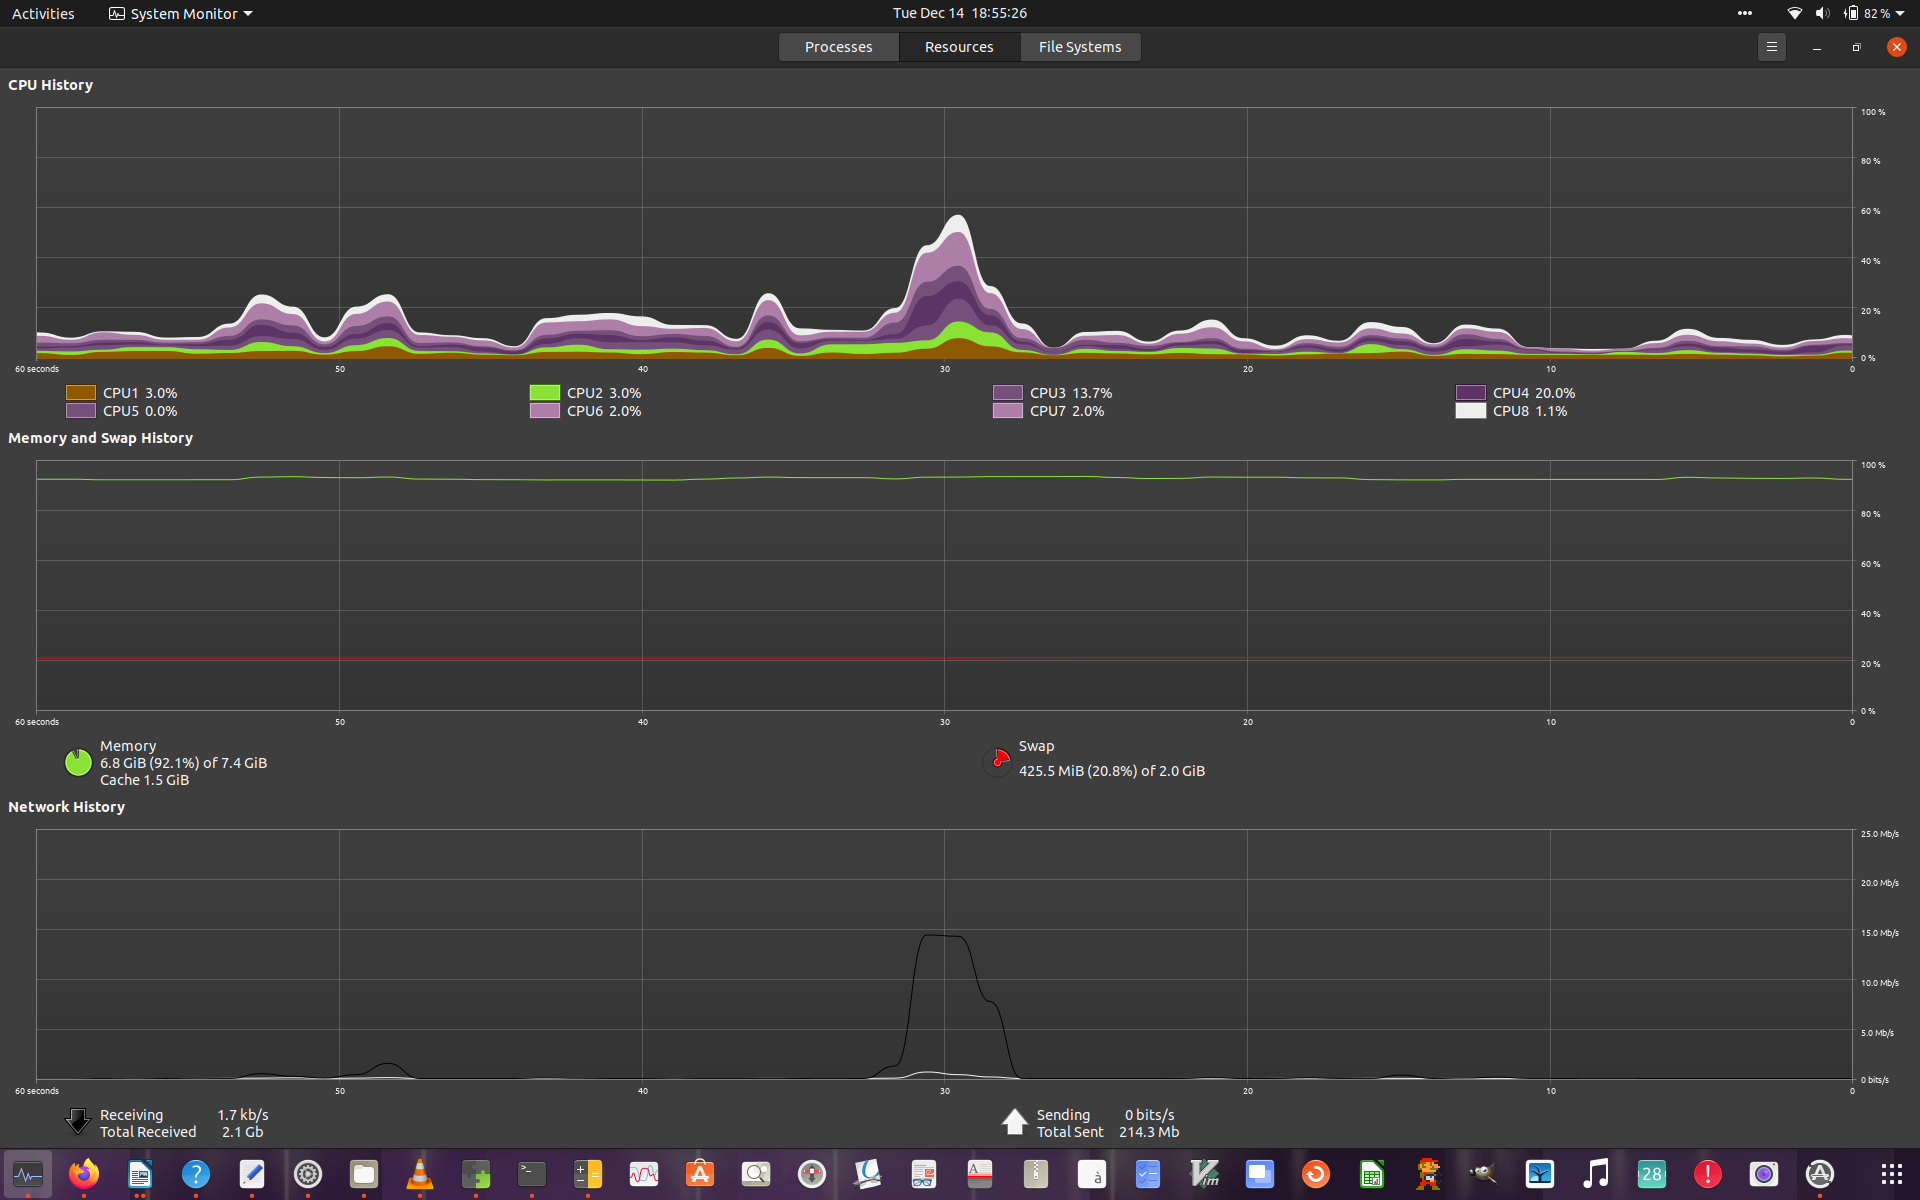 Activities System Monitor Tue Dec 14 18:55:26 82 %
Processes Resources File Systems
CPU History
100 %
80 %
60 %
40 %
20 %
0 %
60 seconds 50 40 30 20 10 0
CPU1 3.0% CPU2 3.0% CPU3 13.7% CPU4 20.0%
CPU5 0.0% CPU6 2.0% CPU7 2.0% CPU8 1.1%
Memory and Swap History
100 %
80 %
60 %
40 %
20 %
0 %
60 seconds 50 40 30 20 10 0
Memory
6.8 GiB (92.1%) of 7.4 GiB
Cache 1.5 GiB
Swap
425.5 MiB (20.8%) of 2.0 GiB
Network History
25.0 Mb/s
20.0 Mb/s
15.0 Mb/s
10.0 Mb/s
5.0 Mb/s
0 bits/s
60 seconds 50 40 30 20 10 0
Receiving 1.7 kb/s
Total Received 2.1 Gb
Sending 0 bits/s
Total Sent 214.3 Mb
? >_ A à Vim 28 !